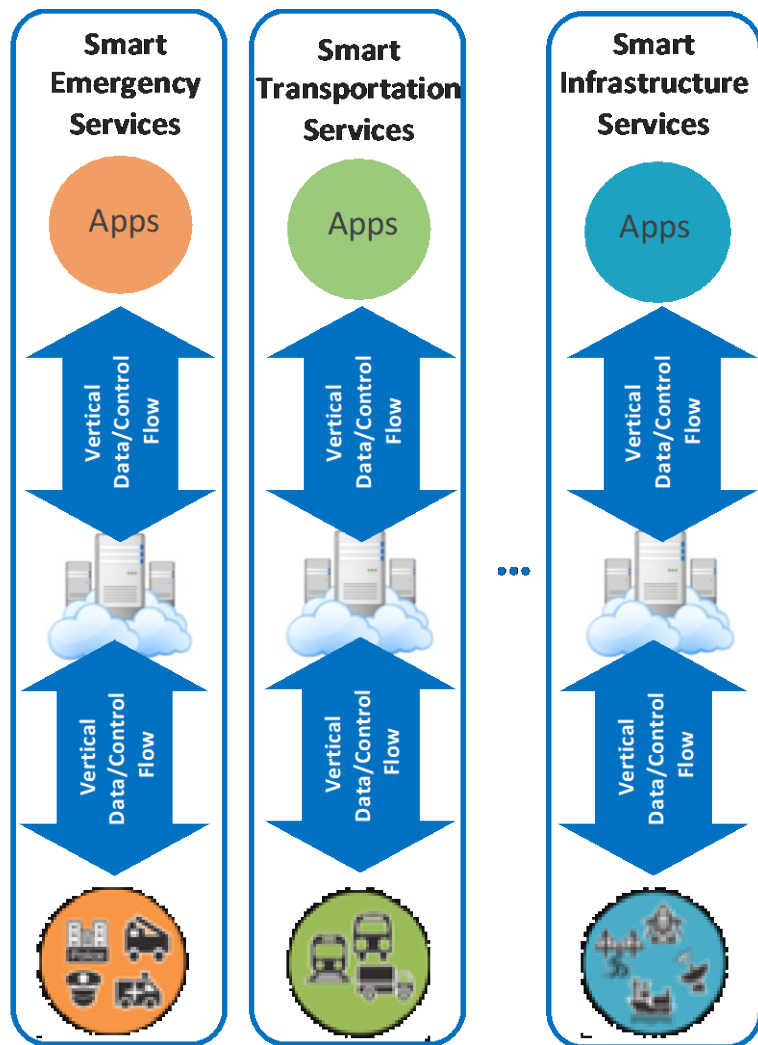 Smart
Emergency
Services
Apps
Vertical
Data/Control
Flow
Vertical
Data/Control
Flow
Police
Smart
Transportation
Services
Apps
Vertical
Data/Control
Flow
Vertical
Data/Control
Flow
...
Smart
Infrastructure
Services
Apps
Vertical
Data/Control
Flow
Vertical
Data/Control
Flow